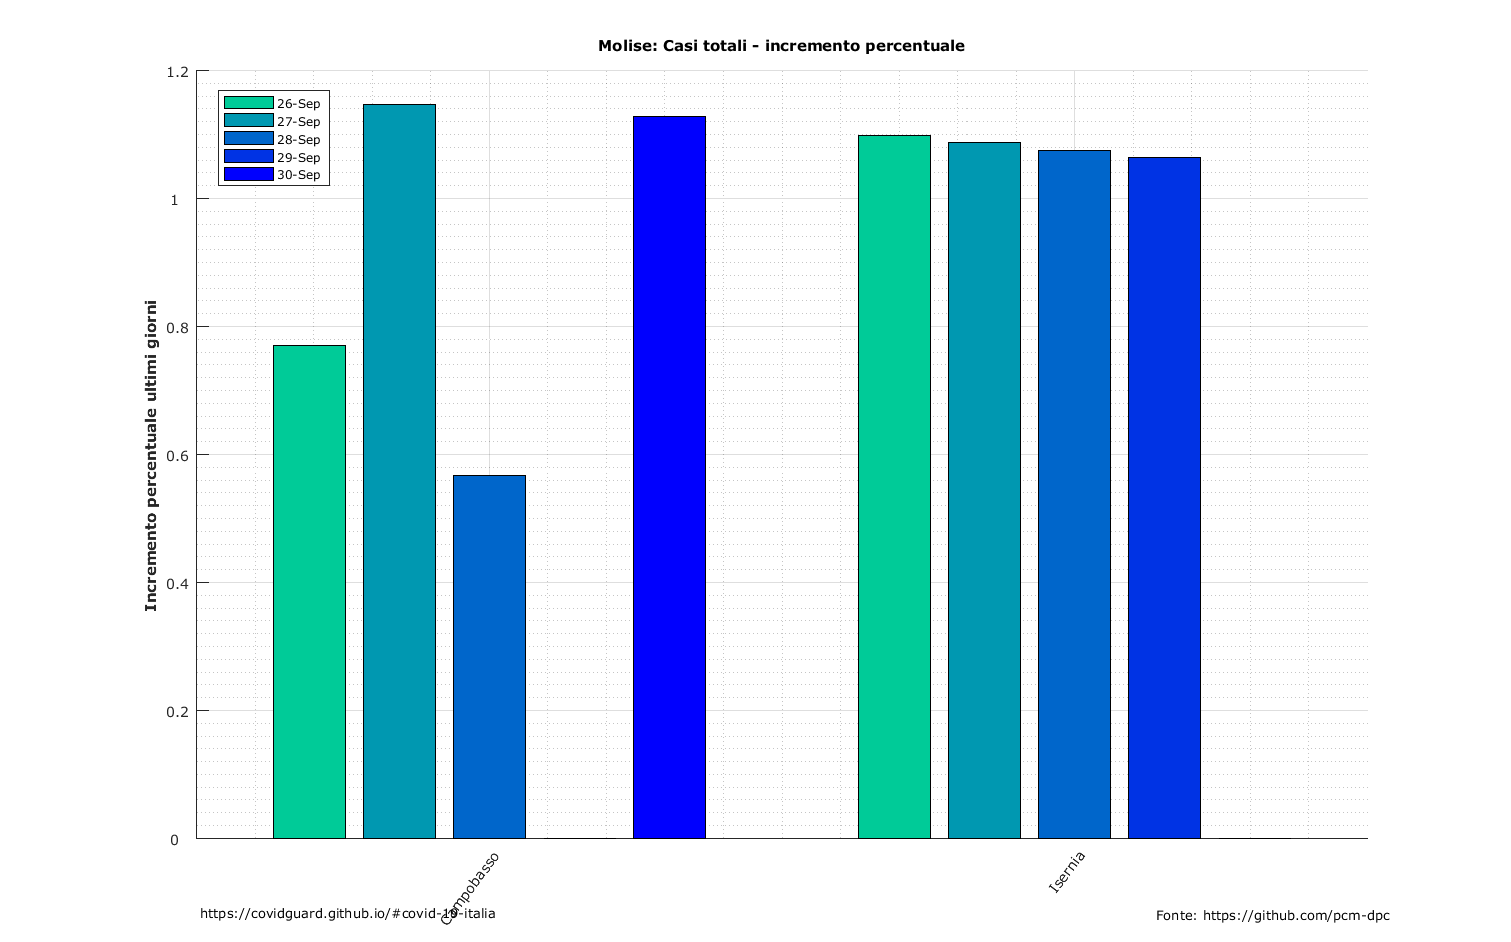 Molise: Casi totali - incremento percentuale
1.2
1
0.8
0.6
0.4
0.2
0
Incremento percentuale ultimi giorni
26-Sep
27-Sep
28-Sep
29-Sep
30-Sep
Campobasso
Isernia
https://covidguard.github.io/#covid-19-italia
Fonte: https://github.com/pcm-dpc